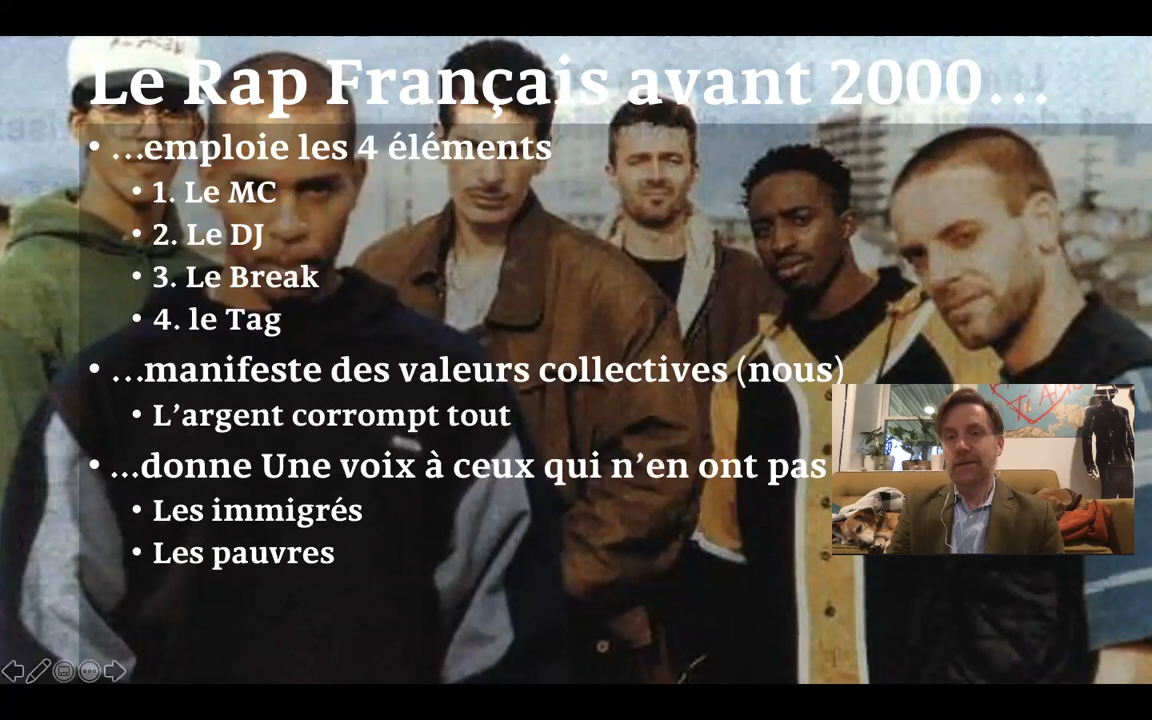 Le Rap Français avant 2000…
• …emploie les 4 éléments
• 1. Le MC
• 2. Le DJ
• 3. Le Break
• 4. le Tag
• …manifeste des valeurs collectives (nous)
• L’argent corrompt tout
• …donne Une voix à ceux qui n’en ont pas
• Les immigrés
• Les pauvres